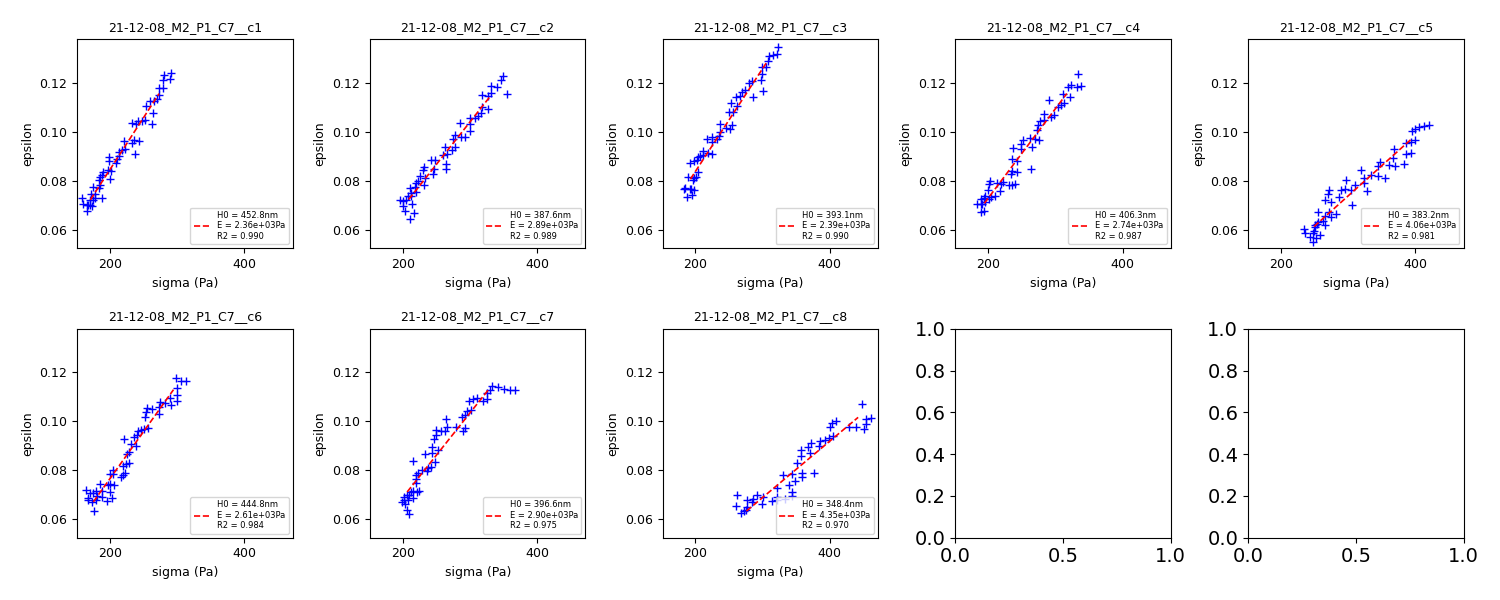 21-12-08_M2_P1_C7__c1
0.12
0.10
0.08
0.06
epsilon
H0 = 452.8nm
E = 2.36e+03Pa
R2 = 0.990
200 400
sigma (Pa)
21-12-08_M2_P1_C7__c2
0.12
0.10
0.08
0.06
epsilon
H0 = 387.6nm
E = 2.89e+03Pa
R2 = 0.989
200 400
sigma (Pa)
21-12-08_M2_P1_C7__c3
0.12
0.10
0.08
0.06
epsilon
H0 = 393.1nm
E = 2.39e+03Pa
R2 = 0.990
200 400
sigma (Pa)
21-12-08_M2_P1_C7__c4
0.12
0.10
0.08
0.06
epsilon
H0 = 406.3nm
E = 2.74e+03Pa
R2 = 0.987
200 400
sigma (Pa)
21-12-08_M2_P1_C7__c5
0.12
0.10
0.08
0.06
epsilon
H0 = 383.2nm
E = 4.06e+03Pa
R2 = 0.981
200 400
sigma (Pa)
21-12-08_M2_P1_C7__c6
0.12
0.10
0.08
0.06
epsilon
H0 = 444.8nm
E = 2.61e+03Pa
R2 = 0.984
200 400
sigma (Pa)
21-12-08_M2_P1_C7__c7
0.12
0.10
0.08
0.06
epsilon
H0 = 396.6nm
E = 2.90e+03Pa
R2 = 0.975
200 400
sigma (Pa)
21-12-08_M2_P1_C7__c8
0.12
0.10
0.08
0.06
epsilon
H0 = 348.4nm
E = 4.35e+03Pa
R2 = 0.970
200 400
sigma (Pa)
1.0
0.8
0.6
0.4
0.2
0.0
0.0 0.5 1.0
1.0
0.8
0.6
0.4
0.2
0.0
0.0 0.5 1.0